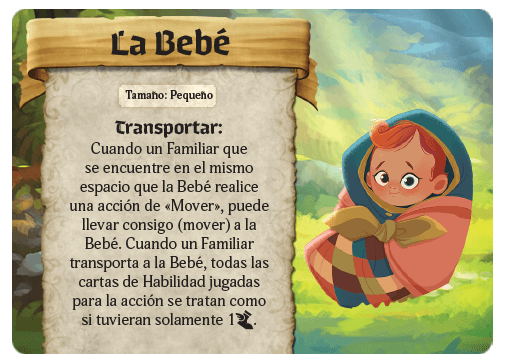 La Bebé
Tamaño: Pequeño
Transportar:
Cuando un Familiar que
se encuentre en el mismo
espacio que la Bebé realice
una acción de «Mover», puede
llevar consigo (mover) a la
Bebé. Cuando un Familiar
transporta a la Bebé, todas las
cartas de Habilidad jugadas
para la acción se tratan como
si tuvieran solamente 1.